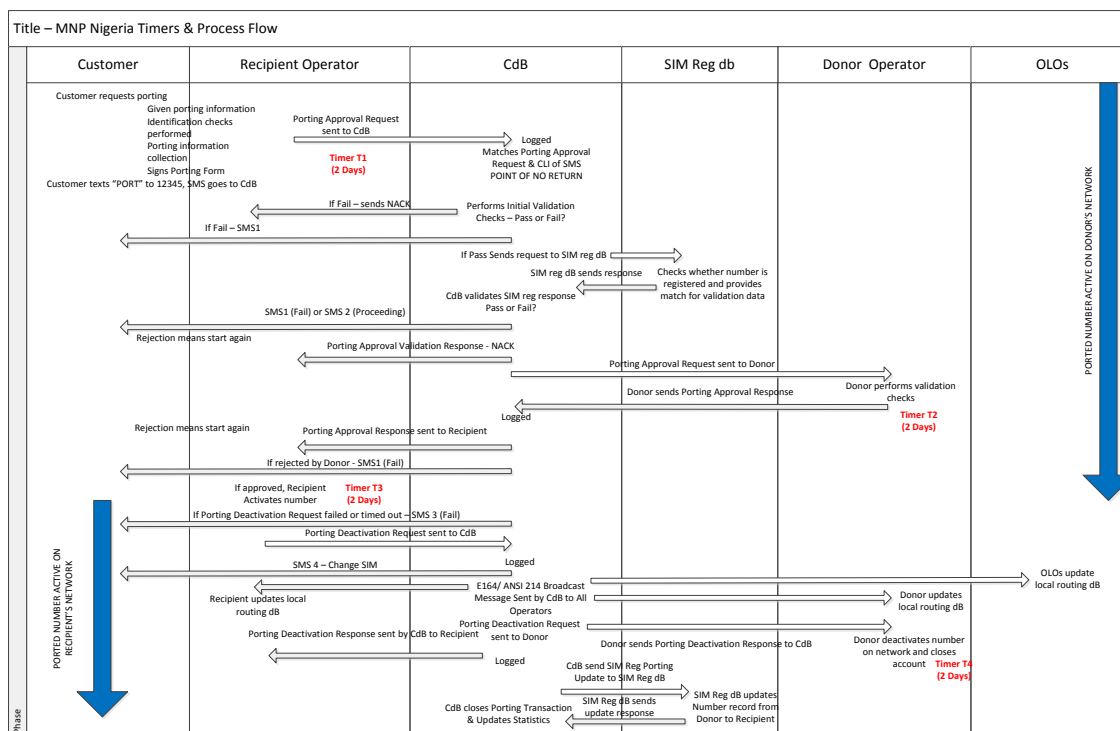 Title – MNP Nigeria Timers & Process Flow
Customer
Recipient Operator
CdB
SIM Reg db
Donor Operator
OLOs
Customer requests porting
Given porting information
Identification checks
performed
Porting information
collection
Signs Porting Form
Customer texts “PORT” to 12345, SMS goes to CdB
Porting Approval Request
sent to CdB
Timer T1
(2 Days)
Logged
Matches Porting Approval
Request & CLI of SMS
POINT OF NO RETURN
If Fail – sends NACK
Performs Initial Validation
Checks – Pass or Fail?
If Fail – SMS1
If Pass Sends request to SIM reg dB
SIM reg dB sends response
Checks whether number is
registered and provides
match for validation data
CdB validates SIM reg response
Pass or Fail?
SMS1 (Fail) or SMS 2 (Proceeding)
Rejection means start again
Porting Approval Validation Response - NACK
Porting Approval Request sent to Donor
Donor sends Porting Approval Response
Donor performs validation
checks
Timer T2
(2 Days)
Logged
Rejection means start again
Porting Approval Response sent to Recipient
If rejected by Donor - SMS1 (Fail)
If approved, Recipient
Activates number
Timer T3
(2 Days)
If Porting Deactivation Request failed or timed out – SMS 3 (Fail)
Porting Deactivation Request sent to CdB
Logged
SMS 4 – Change SIM
E164/ ANSI 214 Broadcast
Message Sent by CdB to All
Operators
OLOs update
local routing dB
Recipient updates local
routing dB
Donor updates
local routing dB
Porting Deactivation Request
sent to Donor
Porting Deactivation Response sent by CdB to Recipient
Donor sends Porting Deactivation Response to CdB
Donor deactivates number
on network and closes
account
Timer T4
(2 Days)
Logged
CdB send SIM Reg Porting
Update to SIM Reg dB
SIM Reg dB sends
update response
SIM Reg dB updates
Number record from
Donor to Recipient
CdB closes Porting Transaction
& Updates Statistics
PORTED NUMBER ACTIVE ON DONOR’S NETWORK
PORTED NUMBER ACTIVE ON
RECIPIENT’S NETWORK
Phase